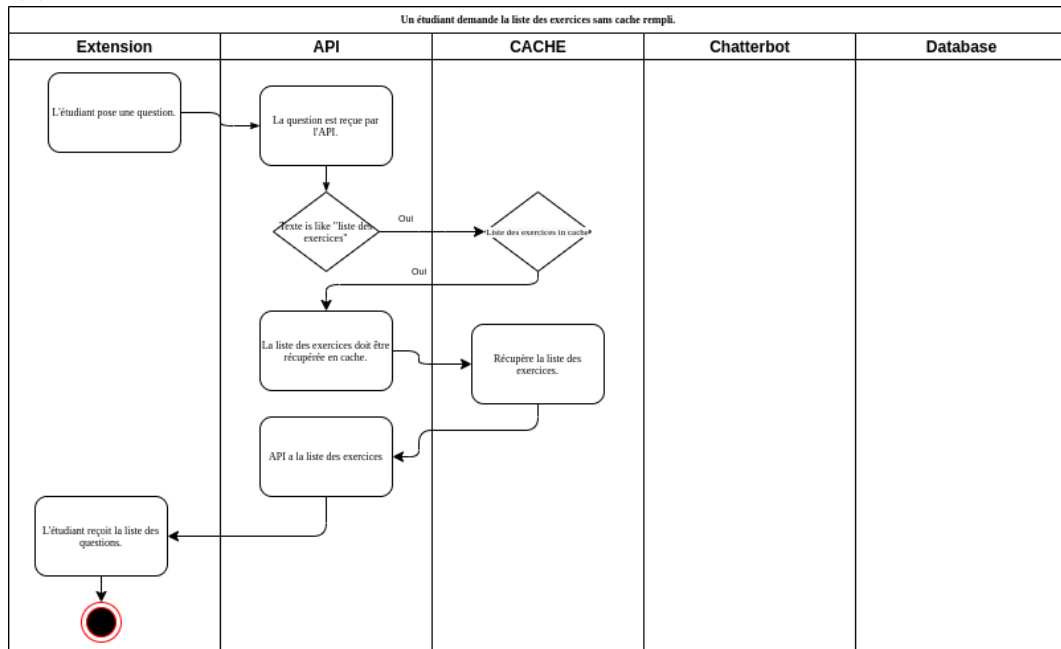 Un étudiant demande la liste des exercices sans cache rempli.
Extension
API
CACHE
Chatterbot
Database
L'étudiant pose une question.
La question est reçue par
l'API.
Texte is like "liste des
exercices"
Oui
Liste des exercices in cache
Oui
La liste des exercices doit être
récupérée en cache.
Récupère la liste des
exercices.
API a la liste des exercices
L'étudiant reçoit la liste des
questions.